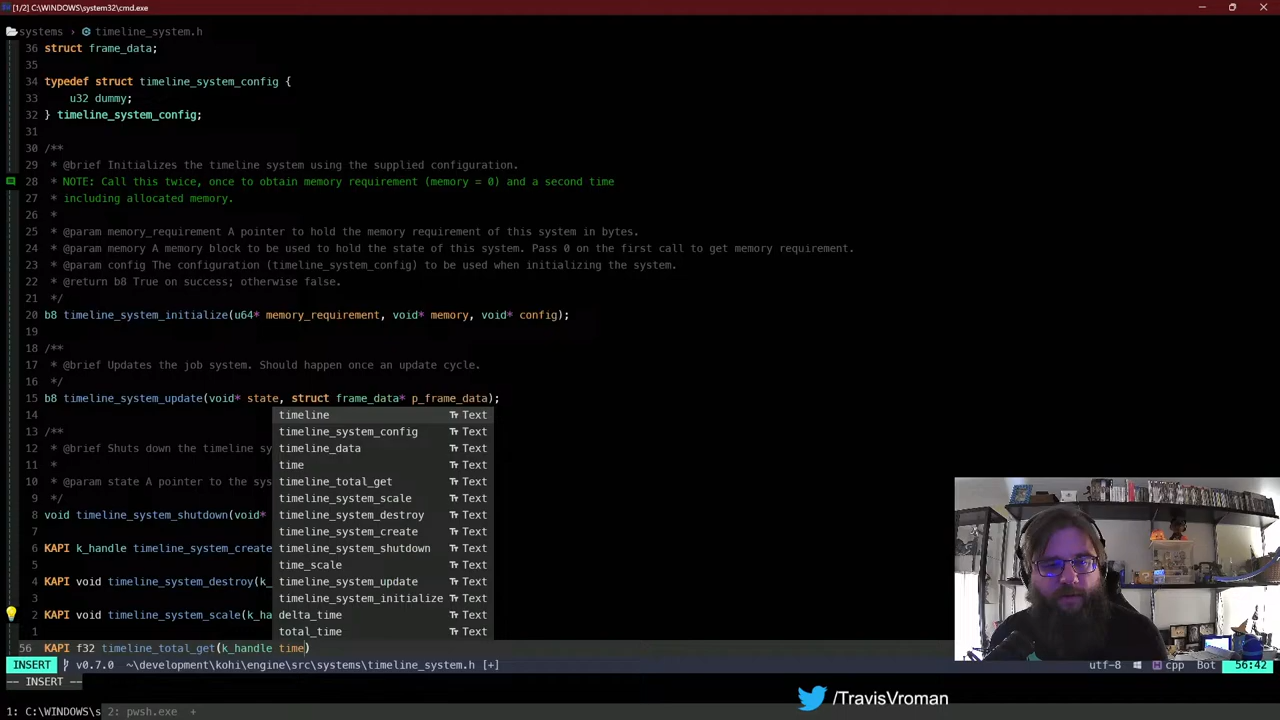 [1/2] C:\WINDOWS\system32\cmd.exe
systems › timeline_system.h
36 struct frame_data;
35
34 typedef struct timeline_system_config {
33 u32 dummy;
32 } timeline_system_config;
31
30 /**
29 * @brief Initializes the timeline system using the supplied configuration.
28 * NOTE: Call this twice, once to obtain memory requirement (memory = 0) and a second time
27 * including allocated memory.
26 *
25 * @param memory_requirement A pointer to hold the memory requirement of this system in bytes.
24 * @param memory A memory block to be used to hold the state of this system. Pass 0 on the first call to get memory requirement.
23 * @param config The configuration (timeline_system_config) to be used when initializing the system.
22 * @return b8 True on success; otherwise false.
21 */
20 b8 timeline_system_initialize(u64* memory_requirement, void* memory, void* config);
19
18 /**
17 * @brief Updates the job system. Should happen once an update cycle.
16 */
15 b8 timeline_system_update(void* state, struct frame_data* p_frame_data);
14 timeline Text
13 /** timeline_system_config Text
12 * @brief Shuts down the timeline sy timeline_data Text
11 * time Text
10 * @param state A pointer to the sys timeline_total_get Text
9 */ timeline_system_scale Text
8 void timeline_system_shutdown(void* timeline_system_destroy Text
7 timeline_system_create Text
6 KAPI k_handle timeline_system_create timeline_system_shutdown Text
5 time_scale Text
4 KAPI void timeline_system_destroy(k_ timeline_system_update Text
3 timeline_system_initialize Text
2 KAPI void timeline_system_scale(k_ha delta_time Text
1 total_time Text
56 KAPI f32 timeline_total_get(k_handle time)
INSERT v0.7.0 ~\development\kohi\engine\src\systems\timeline_system.h [+] utf-8 cpp Bot 56:42
-- INSERT --
/TravisVroman
1: C:\WINDOWS\s 2: pwsh.exe +